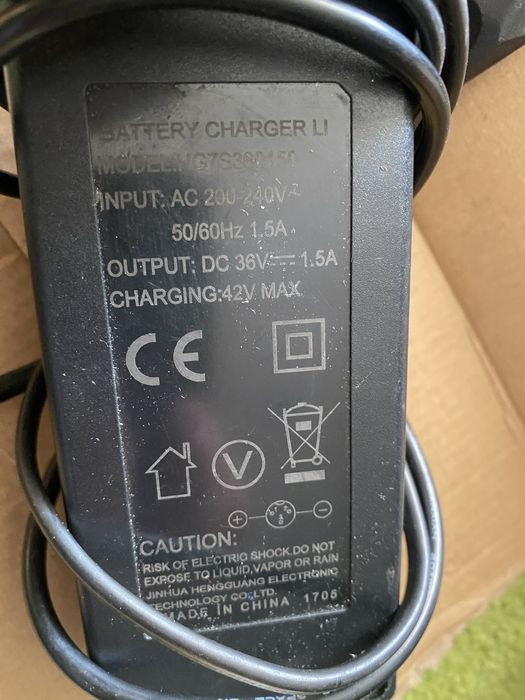 BATTERY CHARGER LI
MODEL:HG7S360150
INPUT: AC 200-240V~
50/60Hz 1.5A
OUTPUT: DC 36V⎓1.5A
CHARGING:42V MAX
CE
V
CAUTION:
RISK OF ELECTRIC SHOCK.DO NOT
EXPOSE TO LIQUID,VAPOR OR RAIN
JINHUA HENGGUANG ELECTRONIC
TECHNOLOGY CO.,LTD.
MADE IN CHINA 1705